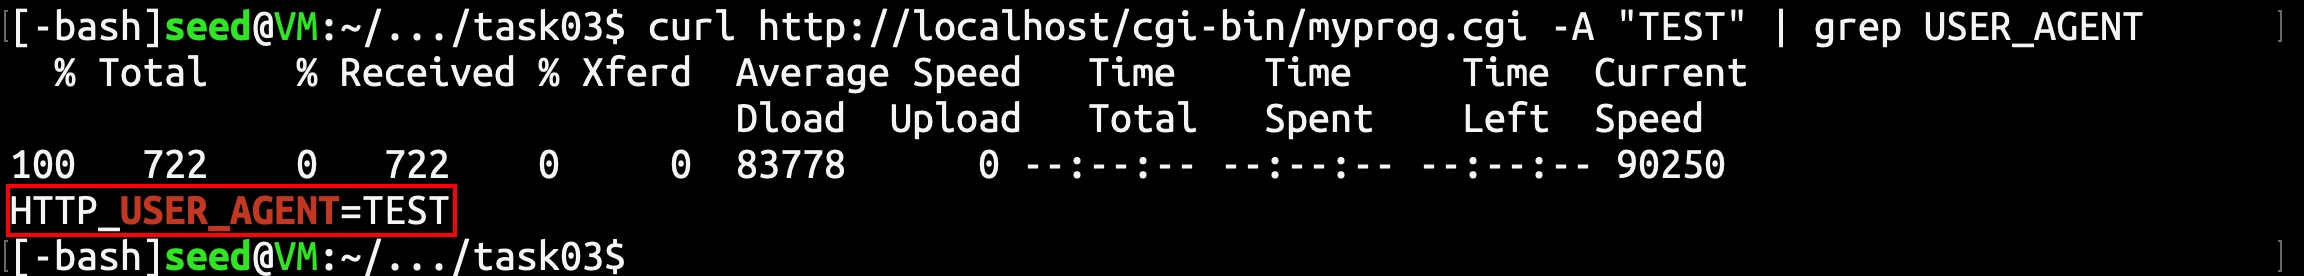 [-bash]seed@VM:~/.../task03$ curl http://localhost/cgi-bin/myprog.cgi -A "TEST" | grep USER_AGENT
  % Total    % Received % Xferd  Average Speed   Time    Time     Time  Current
                                 Dload  Upload   Total   Spent    Left  Speed
100   722    0   722    0     0  83778      0 --:--:-- --:--:-- --:--:-- 90250
HTTP_USER_AGENT=TEST
[-bash]seed@VM:~/.../task03$